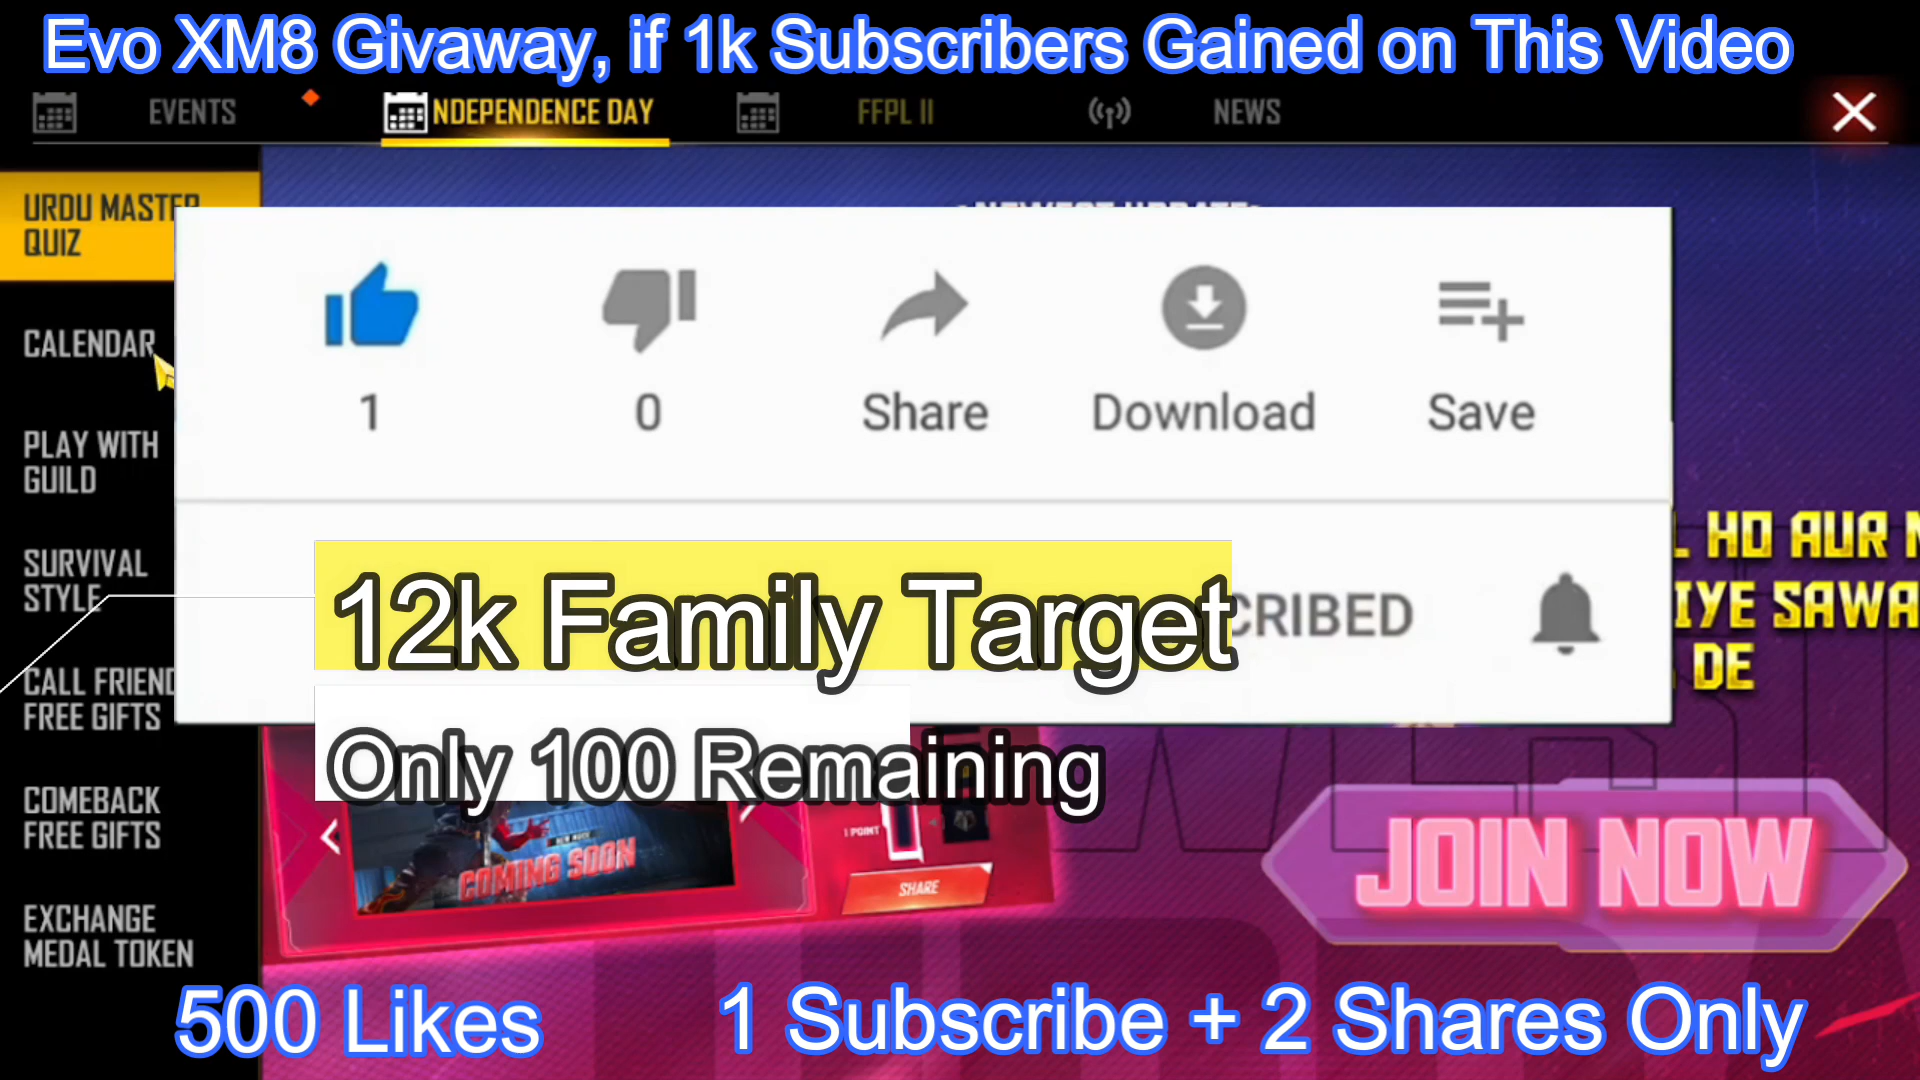 Evo XM8 Givaway, if 1k Subscribers Gained on This Video
EVENTS
NDEPENDENCE DAY
FFPL II
NEWS
URDU MASTER
QUIZ
CALENDAR
PLAY WITH
GUILD
SURVIVAL
STYLE
CALL FRIEND
FREE GIFTS
COMEBACK
FREE GIFTS
EXCHANGE
MEDAL TOKEN
1
0
Share
Download
Save
12k Family Target
CRIBED
Only 100 Remaining
L HO AUR
IYE SAWA
DE
COMING SOON
1 POINT
SHARE
JOIN NOW
500 Likes
1 Subscribe + 2 Shares Only